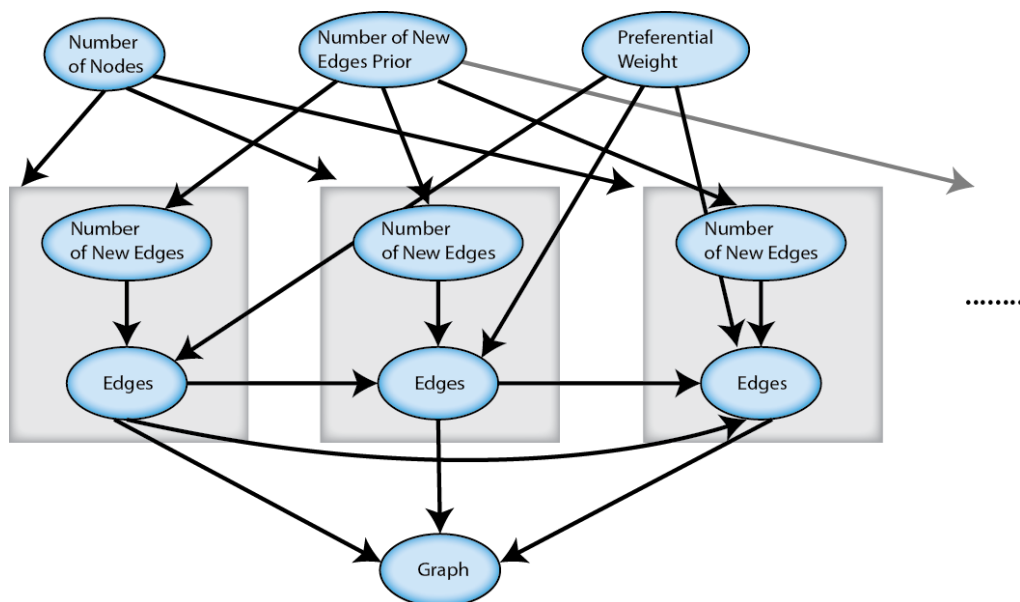 Number
of Nodes
Number of New
Edges Prior
Preferential
Weight
Number
of New Edges
Number
of New Edges
Number
of New Edges
Edges
Edges
Edges
Graph